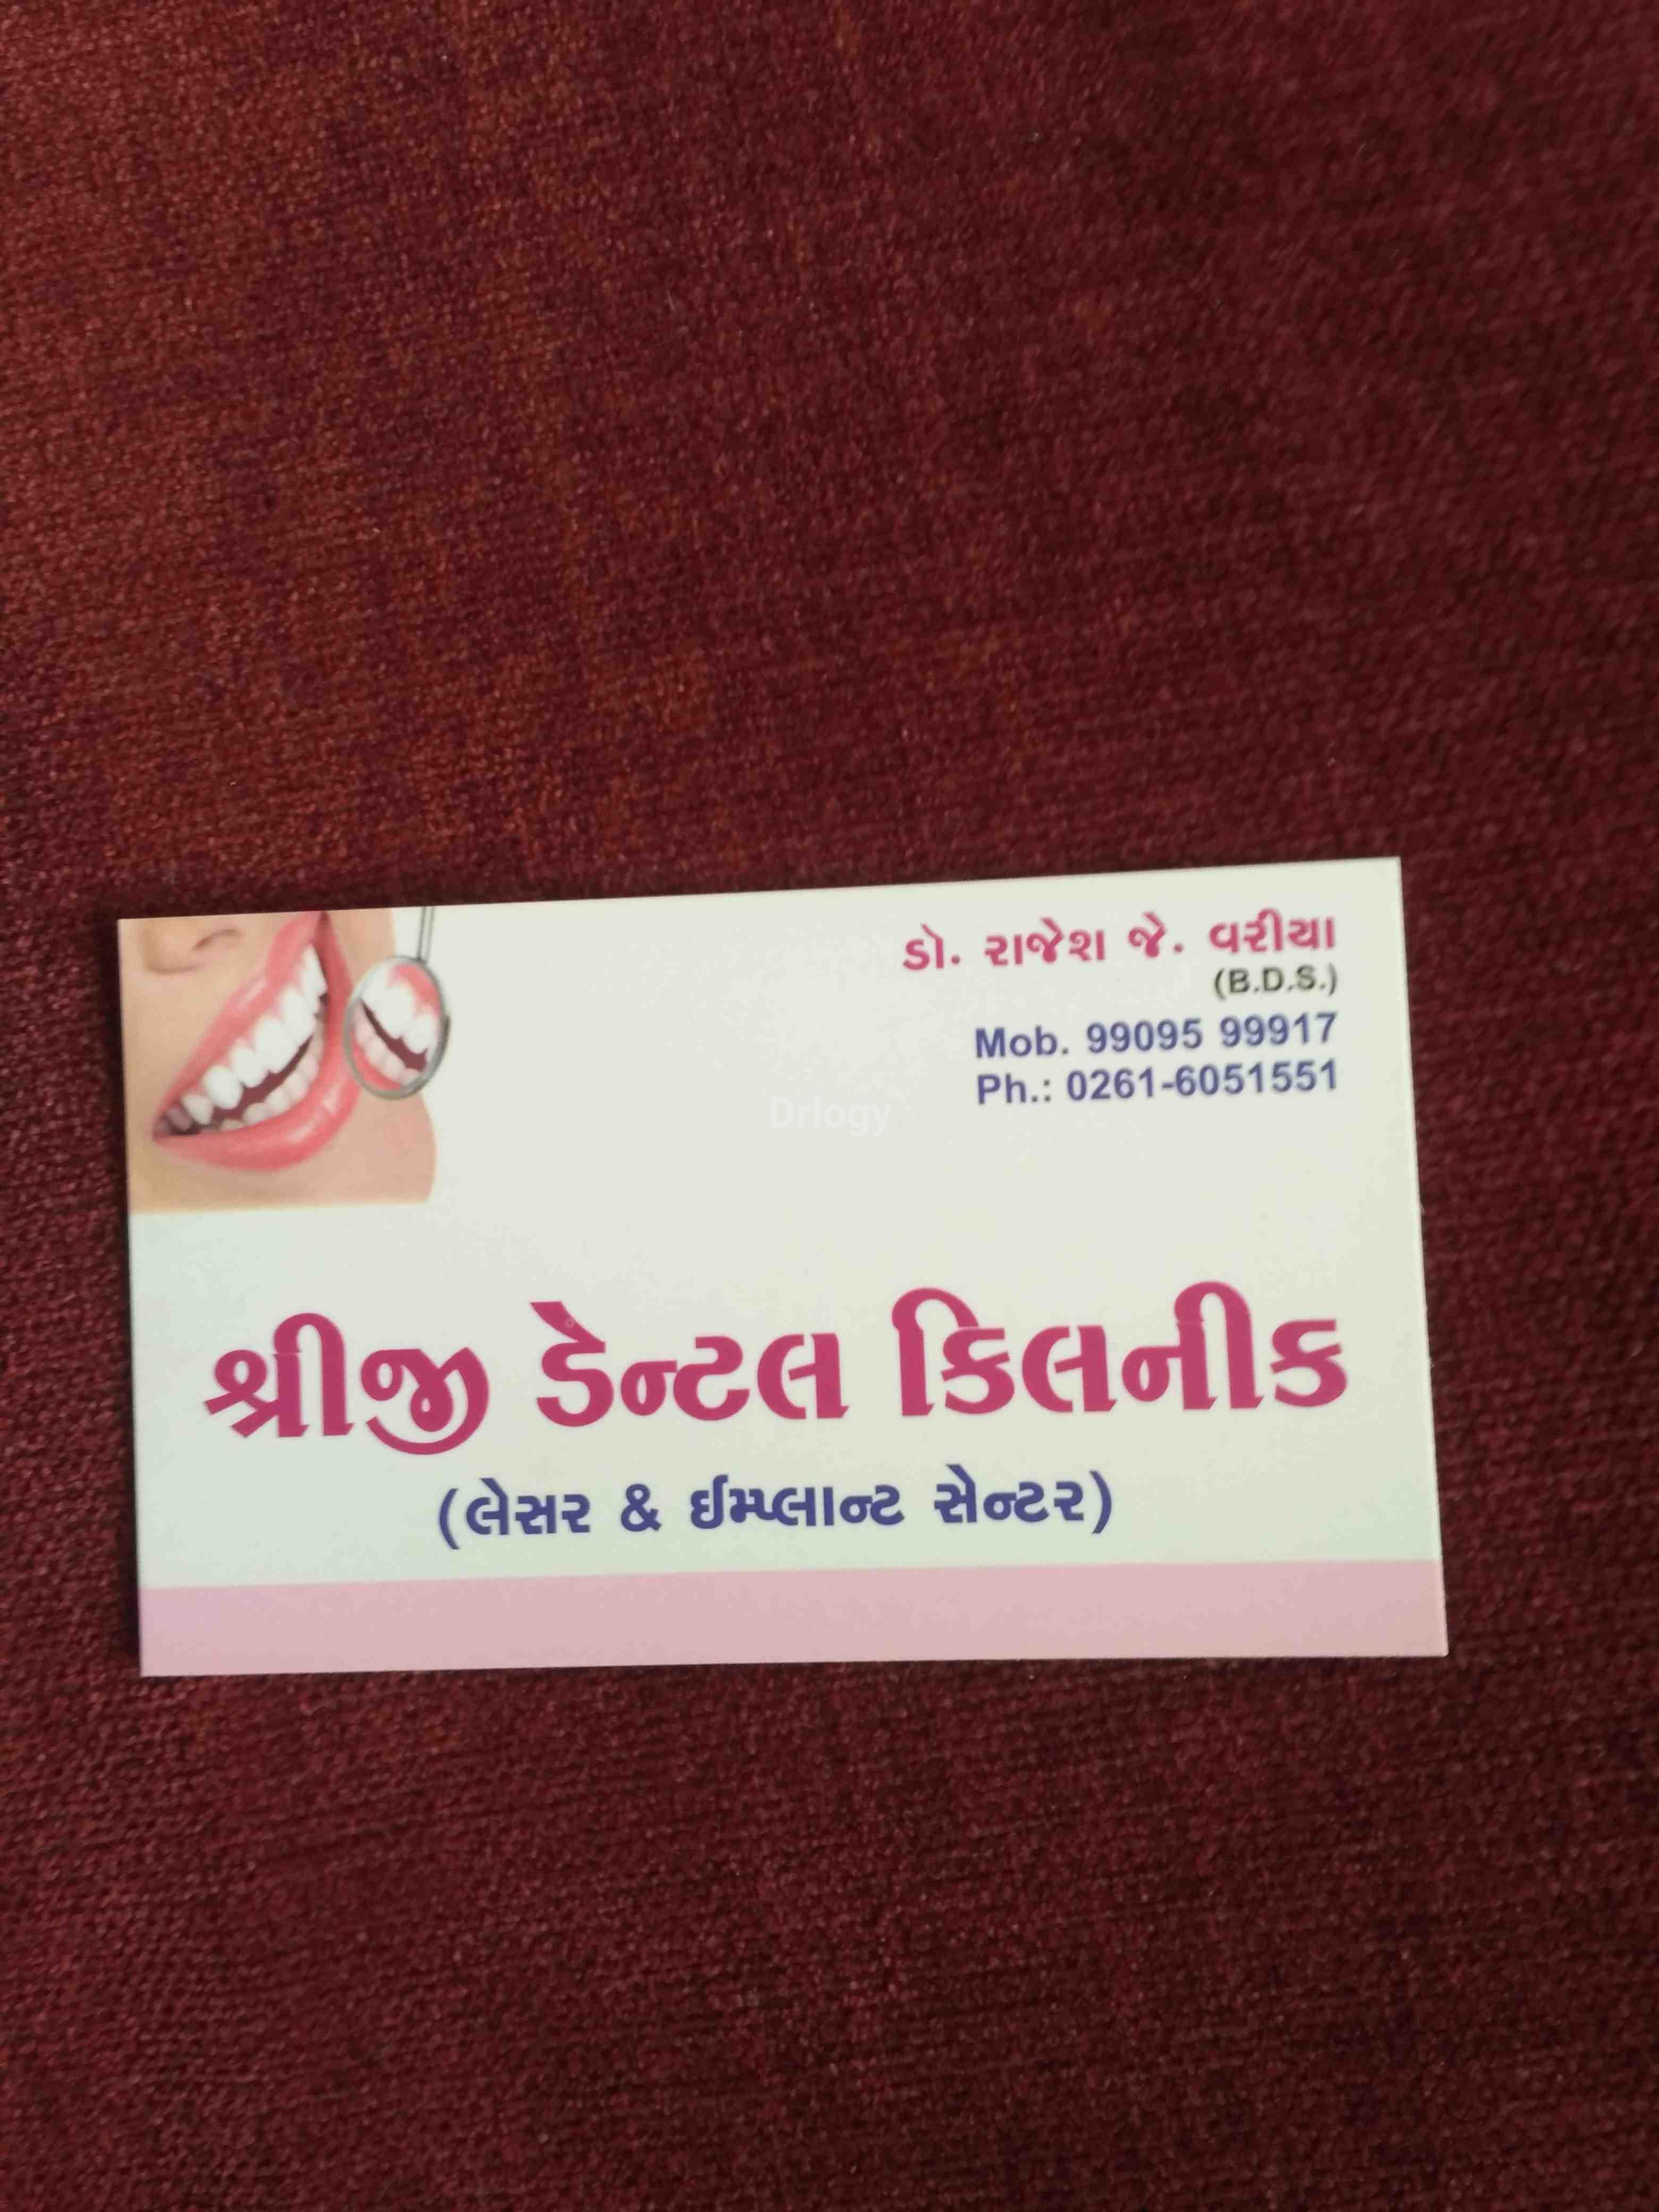 ડો. રાજેશ જે. વરીયા
(B.D.S.)
Mob. 99095 99917
Ph.: 0261-6051551
Drlogy
શ્રીજી ડેન્ટલ કિલનીક
(લેસર & ઈમ્પ્લાન્ટ સેન્ટર)